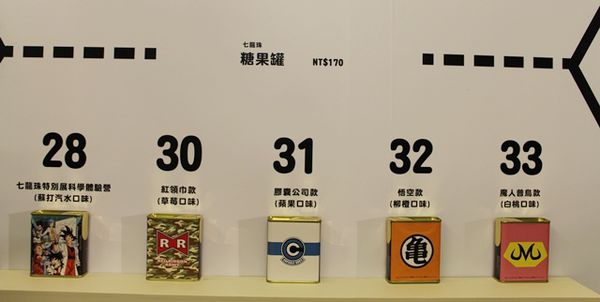 七龍珠
糖果罐 NT$170
28 30 31 32 33
七龍珠特別展科學體驗營 紅領巾款 膠囊公司款 悟空款 魔人普烏款
(蘇打汽水口味) (草莓口味) (蘋果口味) (柳橙口味) (白桃口味)
RR
C
亀
M